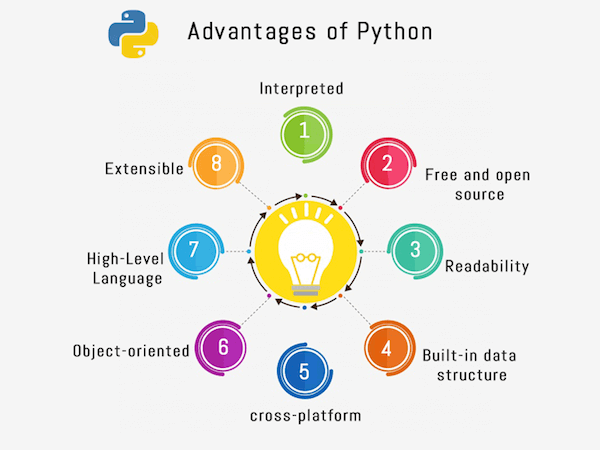 Advantages of Python
Interpreted
1
2
Free and open
source
3
Readability
4
Built-in data
structure
5
cross-platform
6
Object-oriented
7
High-Level
Language
8
Extensible